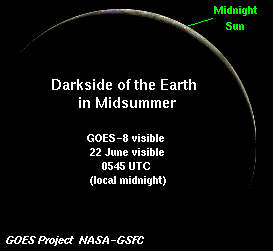 Midnight
Sun
Darkside of the Earth
in Midsummer
GOES-8 visible
22 June visible
0545 UTC
(local midnight)
GOES Project NASA-GSFC